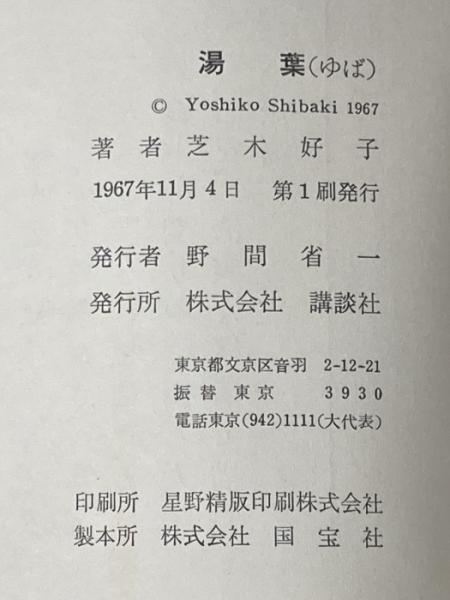 湯葉(ゆば)
© Yoshiko Shibaki 1967
著者 芝木好子
1967年11月4日 第1刷発行
発行者 野間省一
発行所 株式会社 講談社
東京都文京区音羽 2-12-21
振替東京 3930
電話東京(942)1111(大代表)
印刷所 星野精版印刷株式会社
製本所 株式会社 国宝社